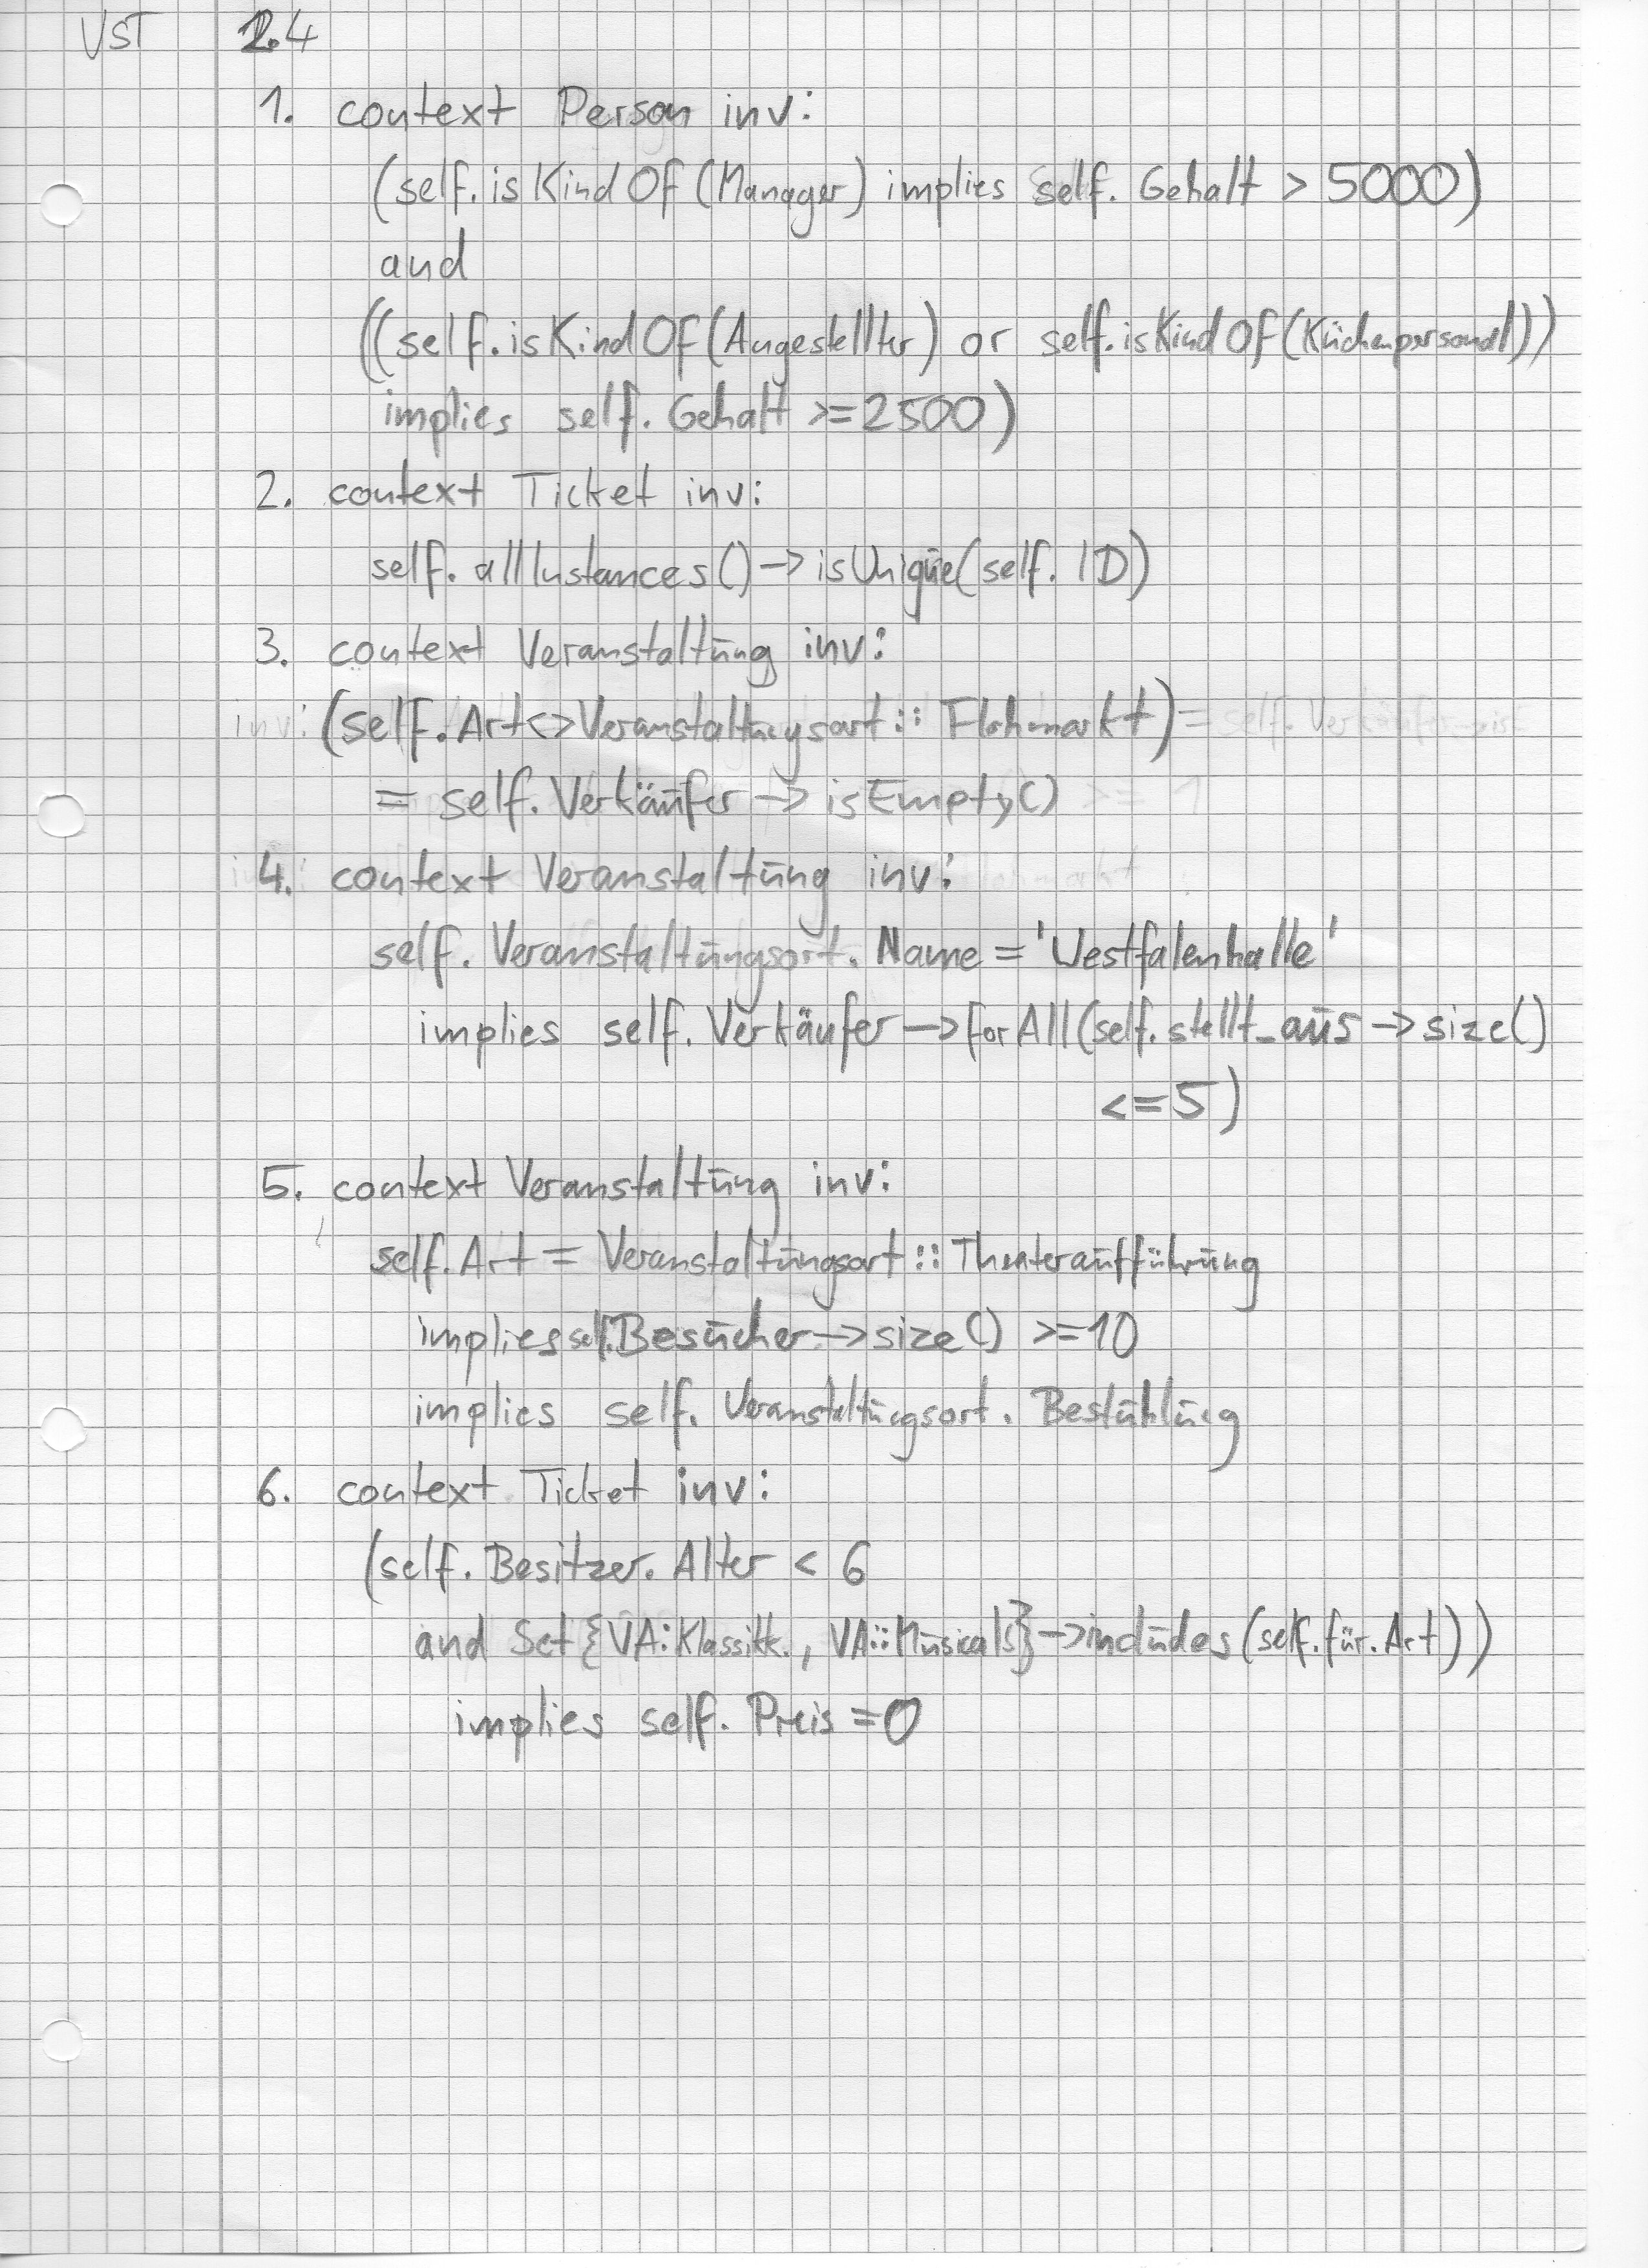 VST 2.4
1. context Person inv:
(self.isKindOf(Manager) implies self.Gehalt > 5000)
and
((self.isKindOf(Angestellter) or self.isKindOf(Küchenpersonal))
implies self.Gehalt >=2500)
2. context Ticket inv:
self.allInstances()->isUnique(self.ID)
3. context Veranstaltung inv:
(self.Art<>Veranstaltungsart::Flohmarkt)
= self.Verkäufer->isEmpty()
4. context Veranstaltung inv:
self.Veranstaltungsort.Name='Westfalenhalle'
implies self.Verkäufer->forAll(self.stellt_aus->size()
<=5)
5. context Veranstaltung inv:
self.Art = Veranstaltungsart::Theateraufführung
implies self.Besucher->size() >=10
implies self.Veranstaltungsort.Bestuhlung
6. context Ticket inv:
(self.Besitzer.Alter < 6
and Set{VA::Klassikk., VA::Musicals}->includes(self.für.Art))
implies self.Preis=0